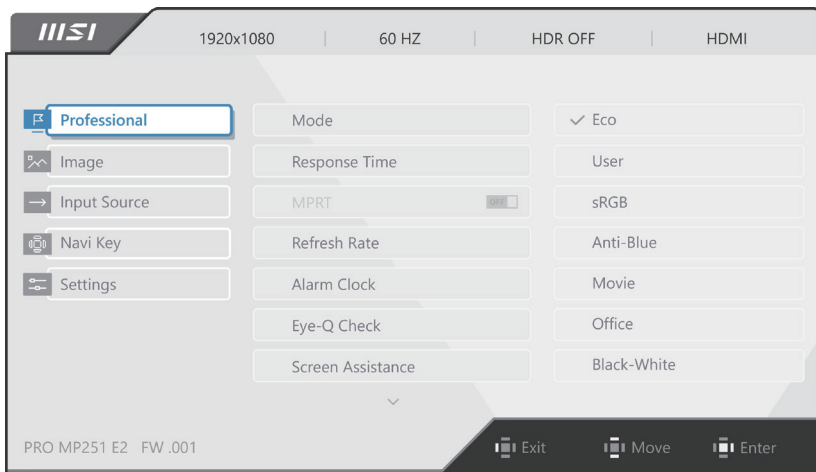 msi 1920x1080 60 HZ HDR OFF HDMI
Professional Mode Eco
Image Response Time User
Input Source MPRT OFF sRGB
Navi Key Refresh Rate Anti-Blue
Settings Alarm Clock Movie
Eye-Q Check Office
Screen Assistance Black-White
PRO MP251 E2 FW .001 Exit Move Enter